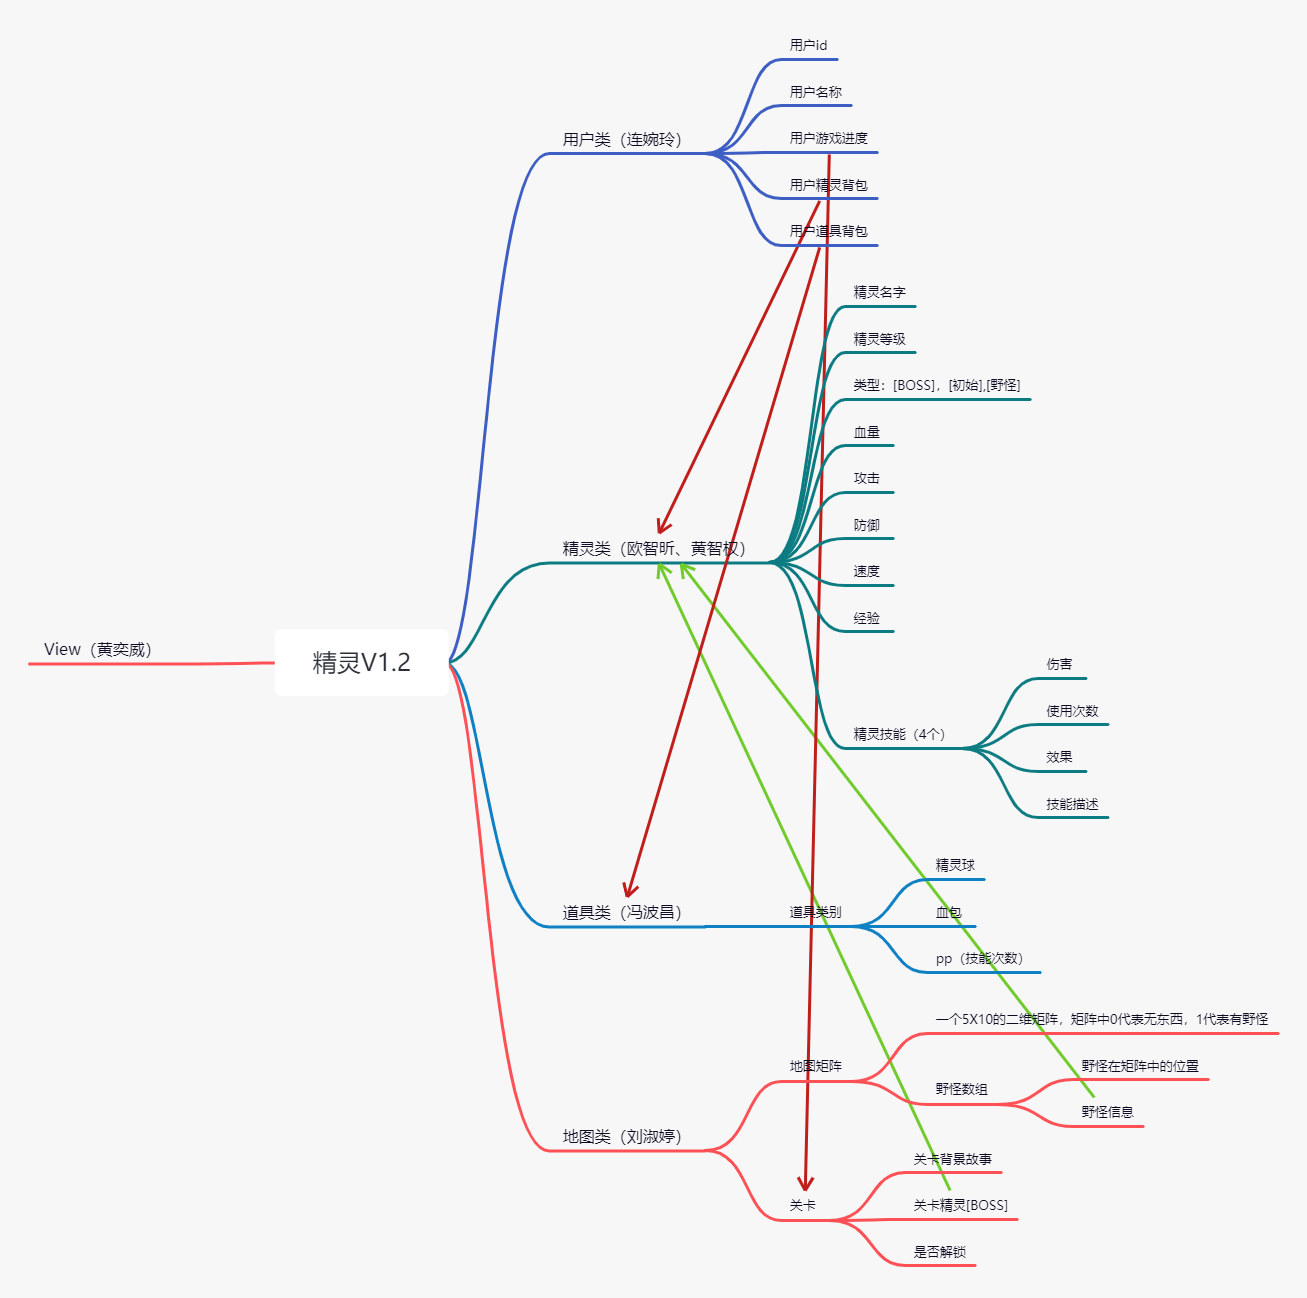 用户id
用户名称
用户类（连婉玲）
用户游戏进度
用户精灵背包
用户道具背包
精灵名字
精灵等级
类型：[BOSS]，[初始],[野怪]
血量
攻击
防御
精灵类（欧智昕、黄智权）
速度
经验
View（黄奕威）
精灵V1.2
伤害
使用次数
精灵技能（4个）
效果
技能描述
精灵球
道具类（冯波昌）
道具类别
血包
pp（技能次数）
一个5X10的二维矩阵，矩阵中0代表无东西，1代表有野怪
地图矩阵
野怪在矩阵中的位置
野怪数组
野怪信息
地图类（刘淑婷）
关卡背景故事
关卡
关卡精灵[BOSS]
是否解锁